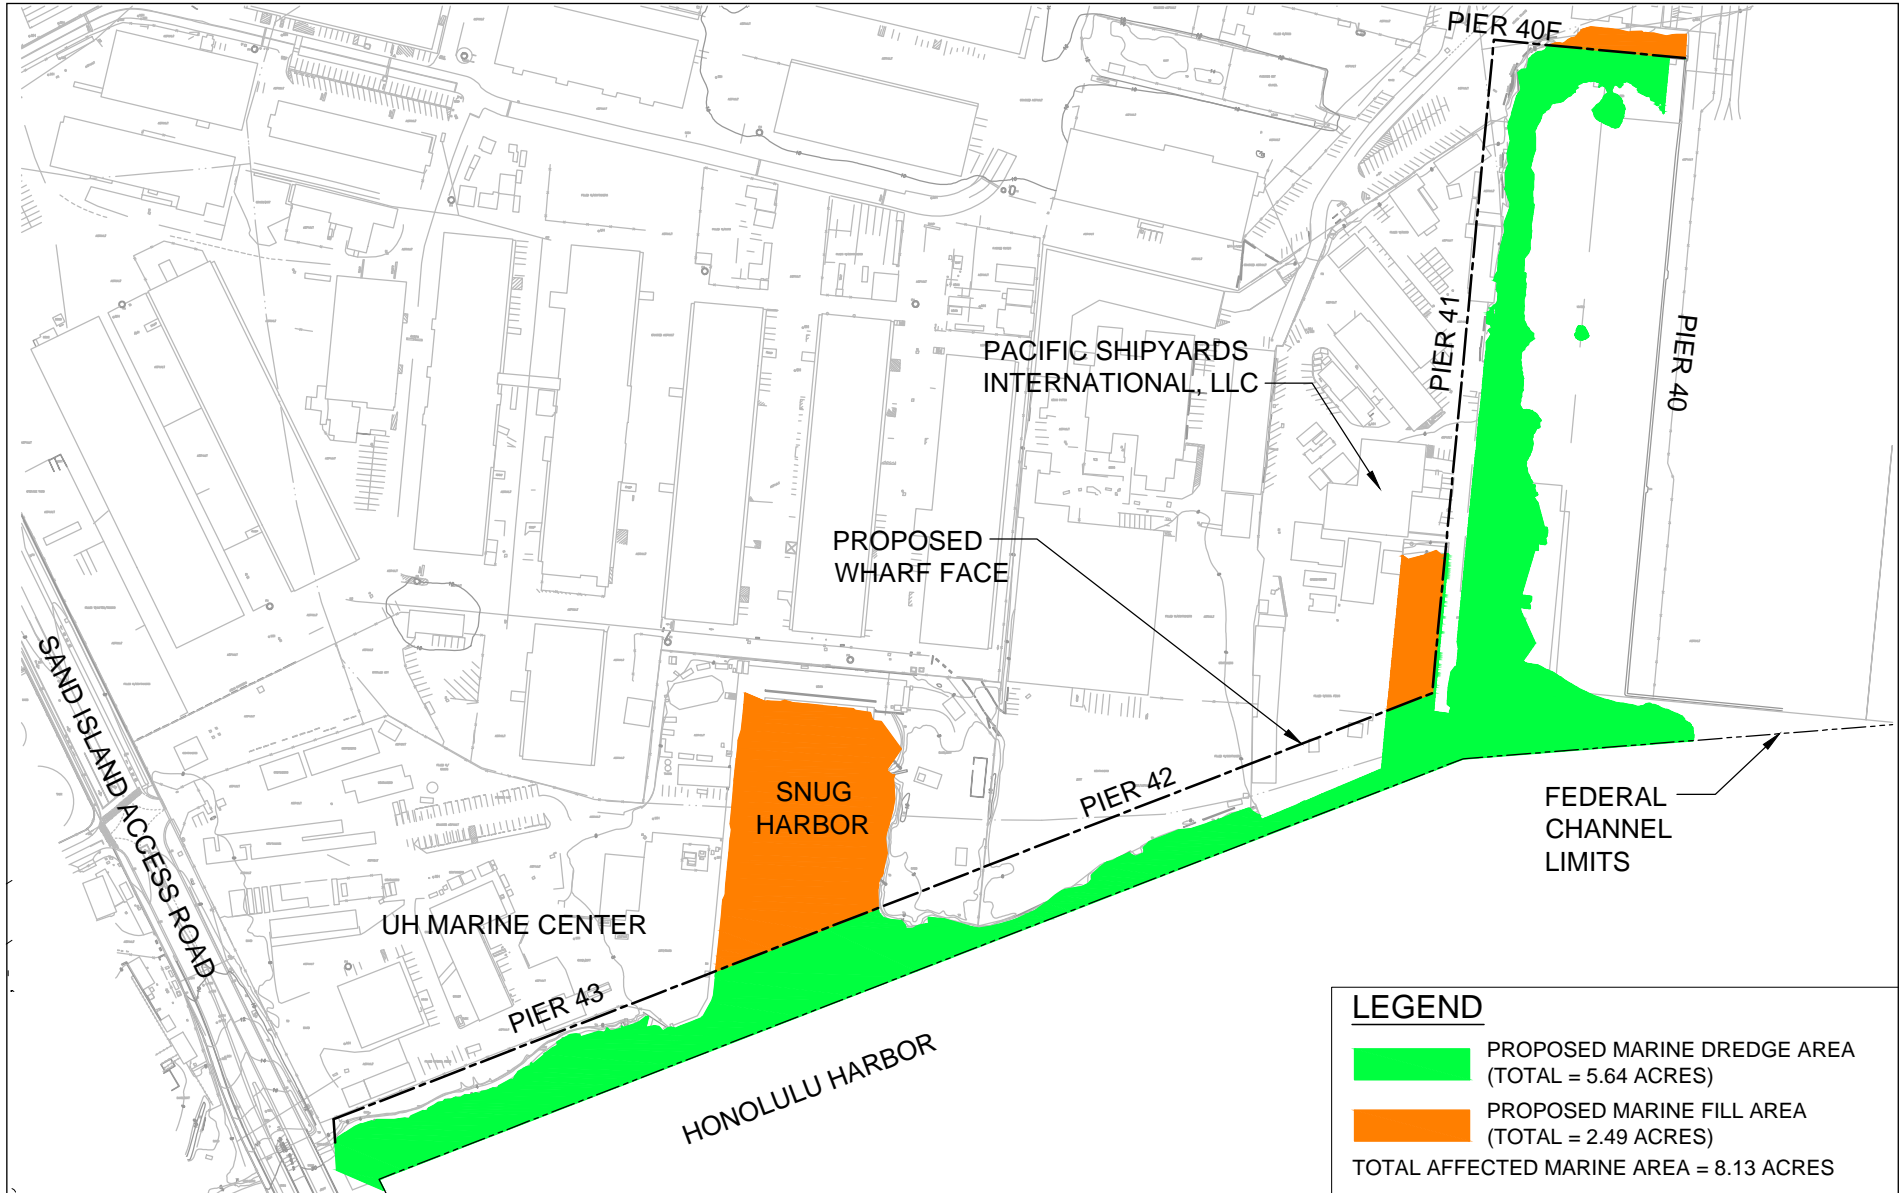 PIER 40F
PIER 41
PIER 40
PACIFIC SHIPYARDS
INTERNATIONAL, LLC
PROPOSED
WHARF FACE
SAND ISLAND ACCESS ROAD
SNUG
HARBOR
PIER 42
FEDERAL
CHANNEL
LIMITS
UH MARINE CENTER
PIER 43
HONOLULU HARBOR
LEGEND
PROPOSED MARINE DREDGE AREA
(TOTAL = 5.64 ACRES)
PROPOSED MARINE FILL AREA
(TOTAL = 2.49 ACRES)
TOTAL AFFECTED MARINE AREA = 8.13 ACRES